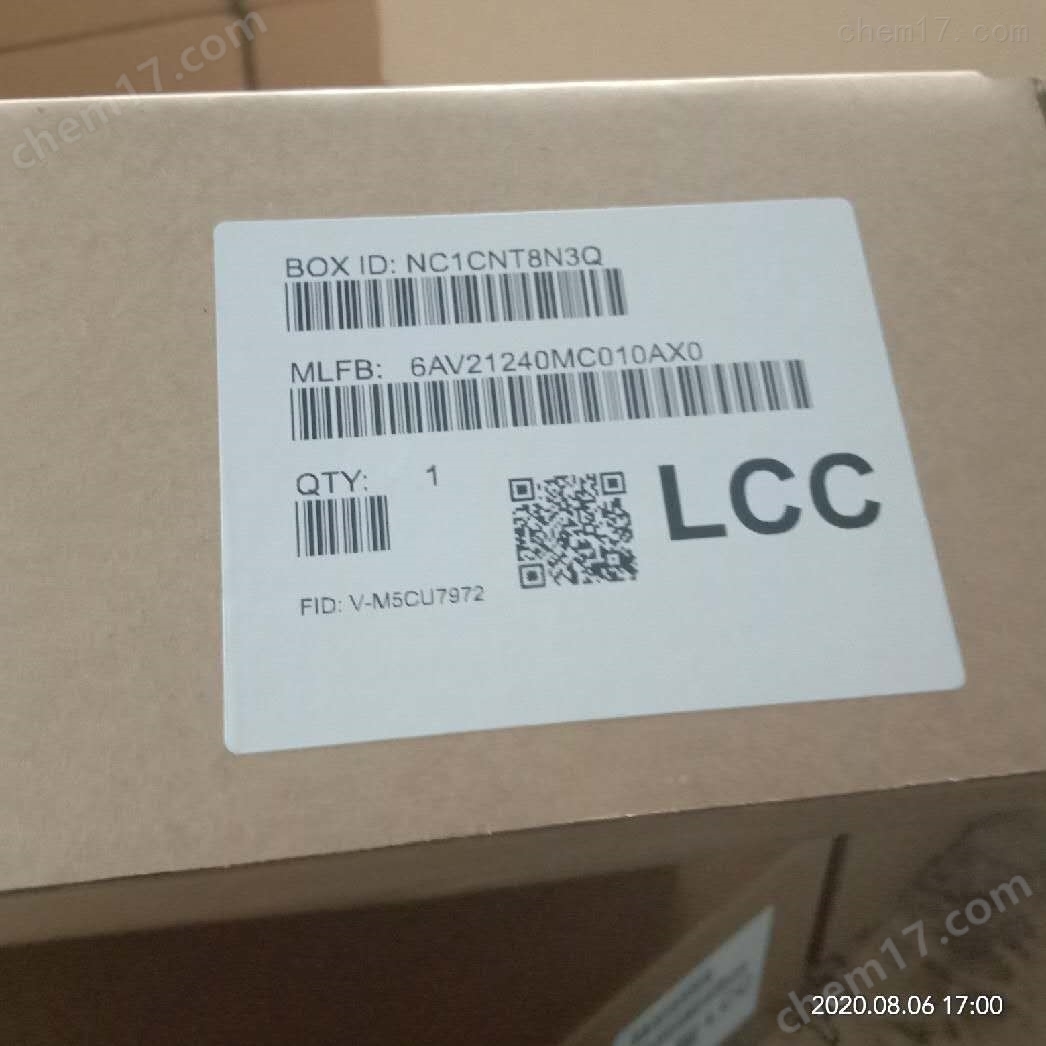 chem17.com
chem17.com
BOX ID: NC1CNT8N3Q
MLFB: 6AV21240MC010AX0
QTY: 1
LCC
FID: V-M5CU7972
chem17.com
2020.08.06 17:00